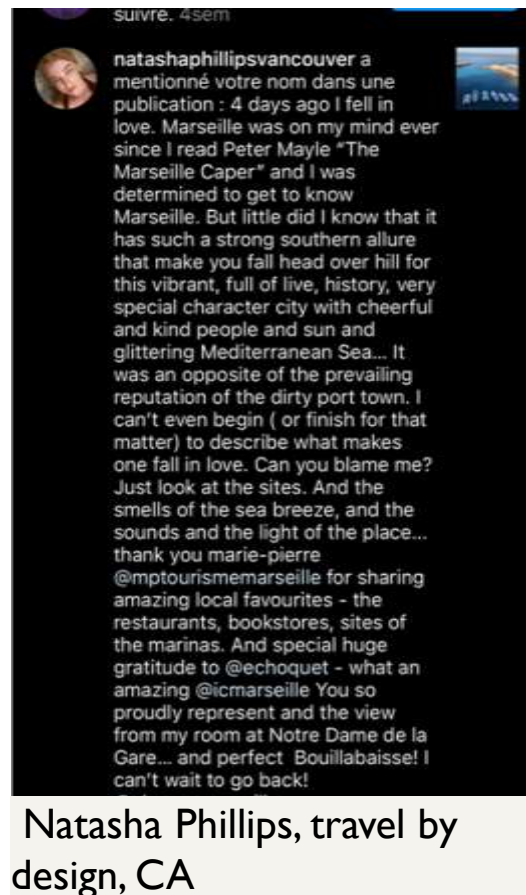 suivre. 4sem
natashaphillipsvancouver a
mentionné votre nom dans une
publication : 4 days ago I fell in
love. Marseille was on my mind ever
since I read Peter Mayle “The
Marseille Caper” and I was
determined to get to know
Marseille. But little did I know that it
has such a strong southern allure
that make you fall head over hill for
this vibrant, full of live, history, very
special character city with cheerful
and kind people and sun and
glittering Mediterranean Sea... It
was an opposite of the prevailing
reputation of the dirty port town. I
can't even begin ( or finish for that
matter) to describe what makes
one fall in love. Can you blame me?
Just look at the sites. And the
smells of the sea breeze, and the
sounds and the light of the place...
thank you marie-pierre
@mptourismemarseille for sharing
amazing local favourites - the
restaurants, bookstores, sites of
the marinas. And special huge
gratitude to @echoquet - what an
amazing @icmarseille You so
proudly represent and the view
from my room at Notre Dame de la
Gare... and perfect Bouillabaisse! I
can't wait to go back!
Natasha Phillips, travel by
design, CA